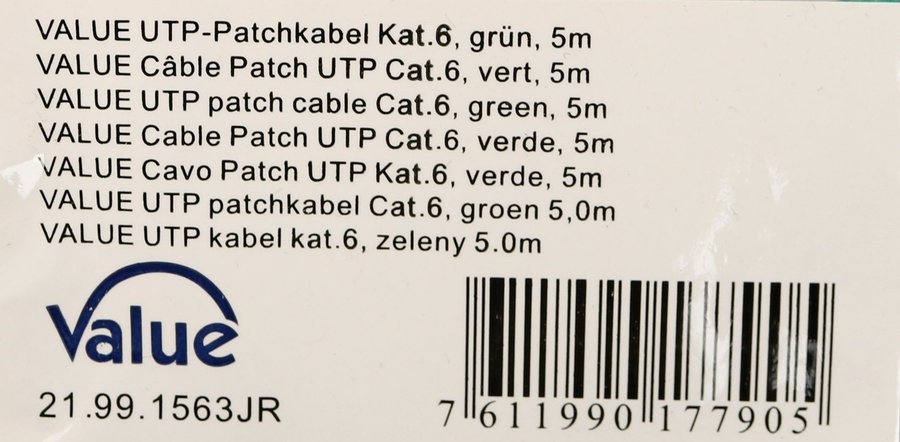 VALUE UTP-Patchkabel Kat.6, grün, 5m
VALUE Câble Patch UTP Cat.6, vert, 5m
VALUE UTP patch cable Cat.6, green, 5m
VALUE Cable Patch UTP Cat.6, verde, 5m
VALUE Cavo Patch UTP Kat.6, verde, 5m
VALUE UTP patchkabel Cat.6, groen 5,0m
VALUE UTP kabel kat.6, zeleny 5.0m
Value
21.99.1563JR
7 611990 177905